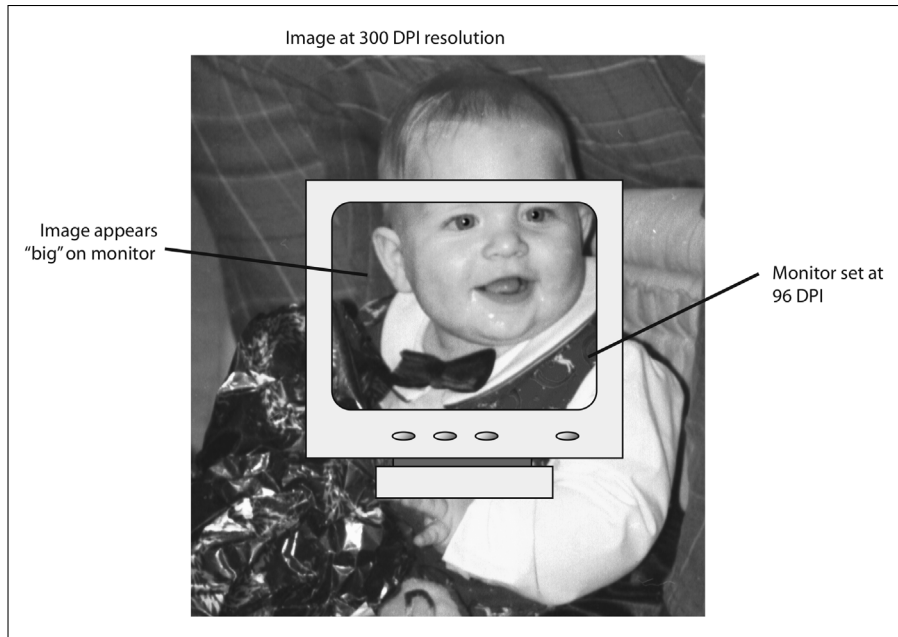 Image at 300 DPI resolution
Image appears
“big” on monitor
Monitor set at
96 DPI